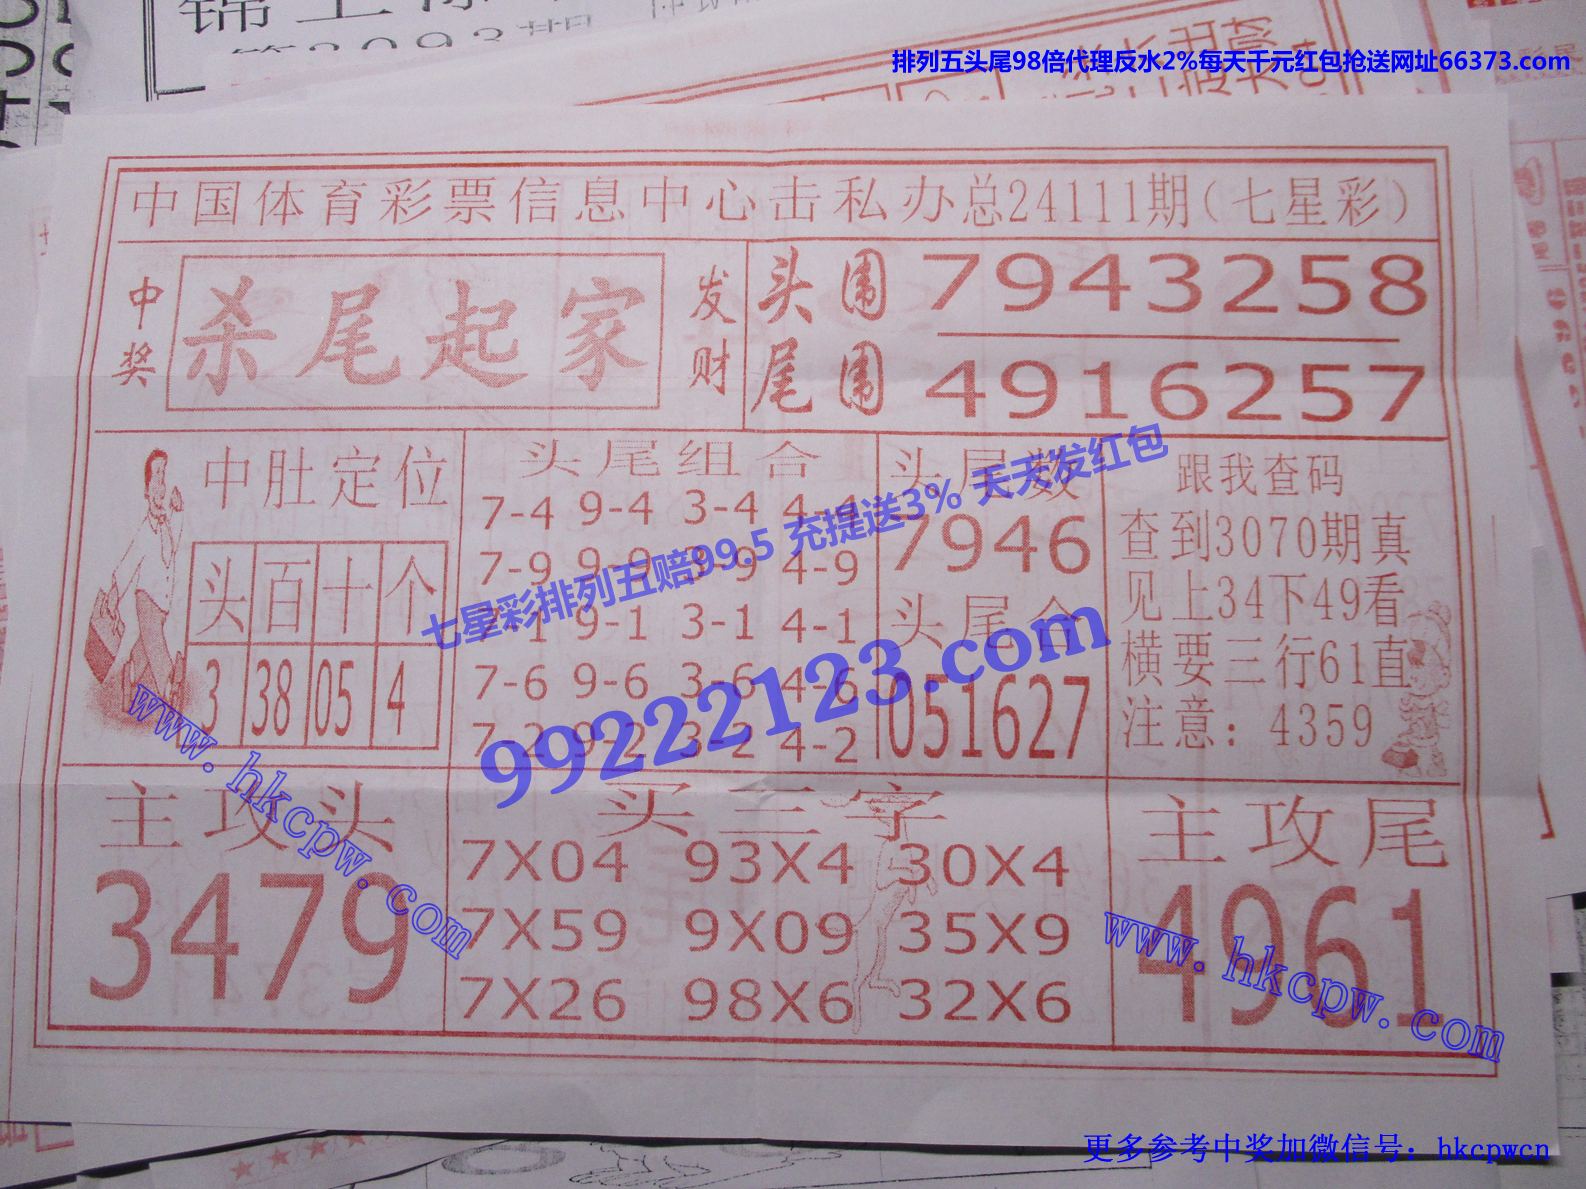 锦上添
第3093期
排列五头尾98倍代理反水2%每天千元红包抢送网址66373.com
中国体育彩票信息中心击私办总24111期(七星彩)
中奖
杀尾起家
发财
头围 7943258
尾围 4916257
中肚定位
头 百 十 个
3 38 05 4
头尾组合
7-4 9-4 3-4 4-4
7-9 9-9 3-9 4-9
7-1 9-1 3-1 4-1
7-6 9-6 3-6 4-6
7-2 9-2 3-2 4-2
头尾数
7946
头尾合
051627
跟我查码
查到3070期真
见上34下49看
横要三行61直
注意：4359
七星彩排列五赔99.5 充提送3% 天天发红包
99222123.com
主攻头
3479
买三字
7X04 93X4 30X4
7X59 9X09 35X9
7X26 98X6 32X6
主攻尾
4961
www.hkcpw.com
www.hkcpw.com
更多参考中奖加微信号：hkcpwcn